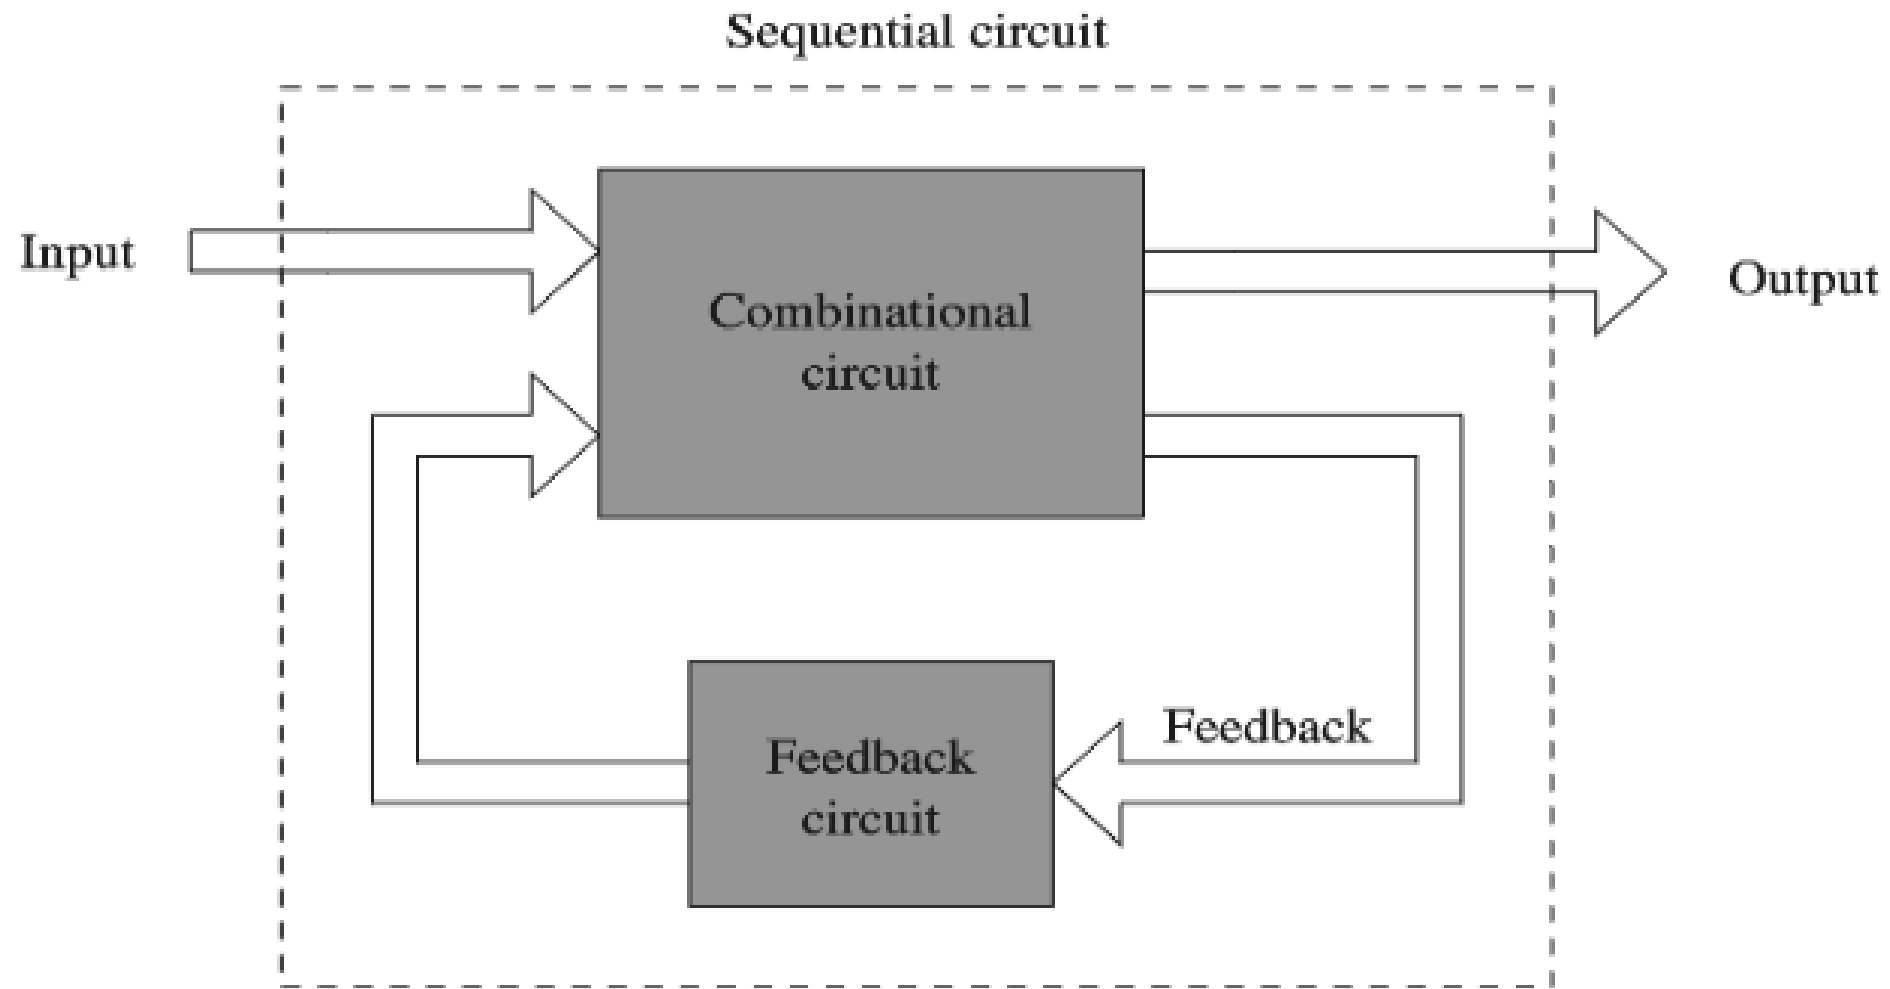 Sequential circuit
Input
Combinational
circuit
Output
Feedback
Feedback
circuit